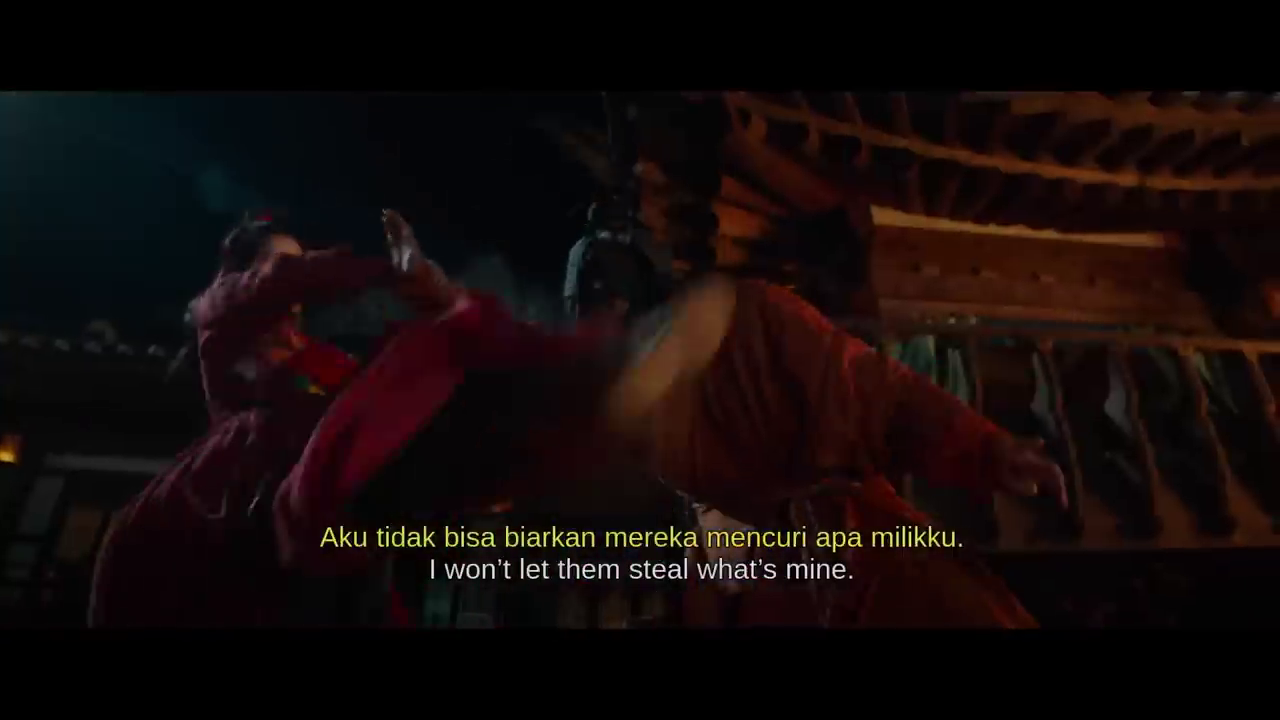 Aku tidak bisa biarkan mereka mencuri apa milikku.
I won’t let them steal what’s mine.